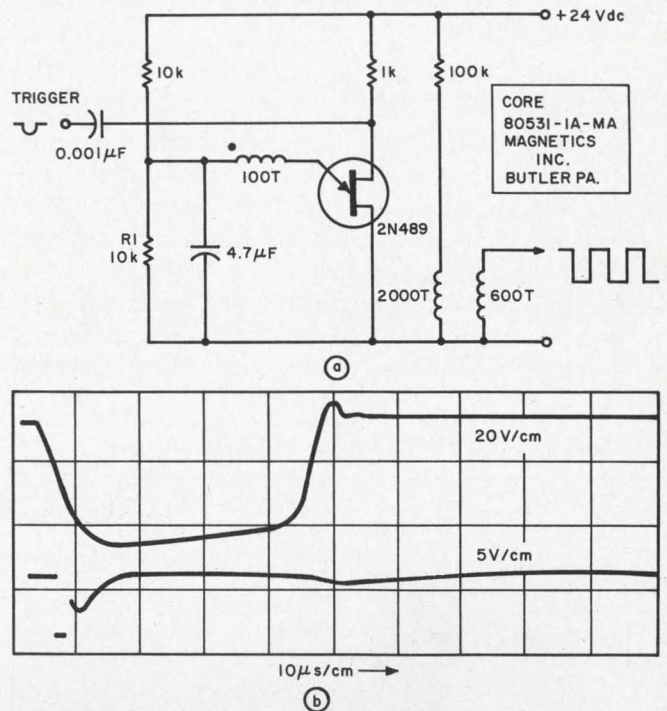 +24 Vdc
10k
1k
100k
TRIGGER
0.001µF
CORE
80531-1A-MA
MAGNETICS
INC.
BUTLER PA.
100T
2N489
R1
10k
4.7µF
2000T
600T
a
20 V/cm
5V/cm
10µs/cm
b